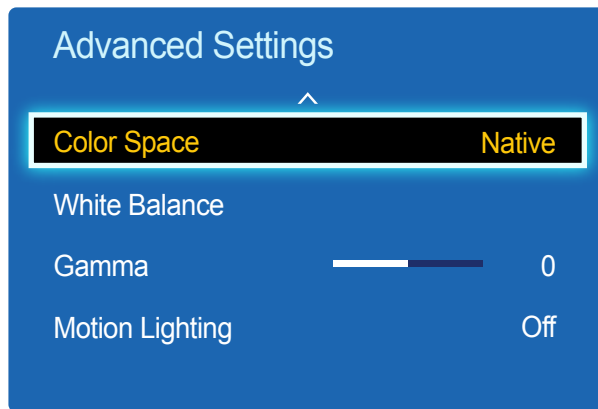 Advanced Settings
Color Space Native
White Balance
Gamma 0
Motion Lighting Off